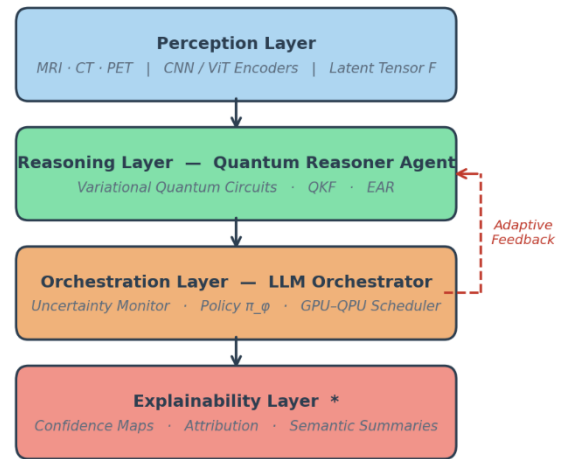 Perception Layer
MRI · CT · PET | CNN / ViT Encoders | Latent Tensor F
Reasoning Layer — Quantum Reasoner Agent
Variational Quantum Circuits · QKF · EAR
Adaptive
Feedback
Orchestration Layer — LLM Orchestrator
Uncertainty Monitor · Policy π_φ · GPU–QPU Scheduler
Explainability Layer *
Confidence Maps · Attribution · Semantic Summaries